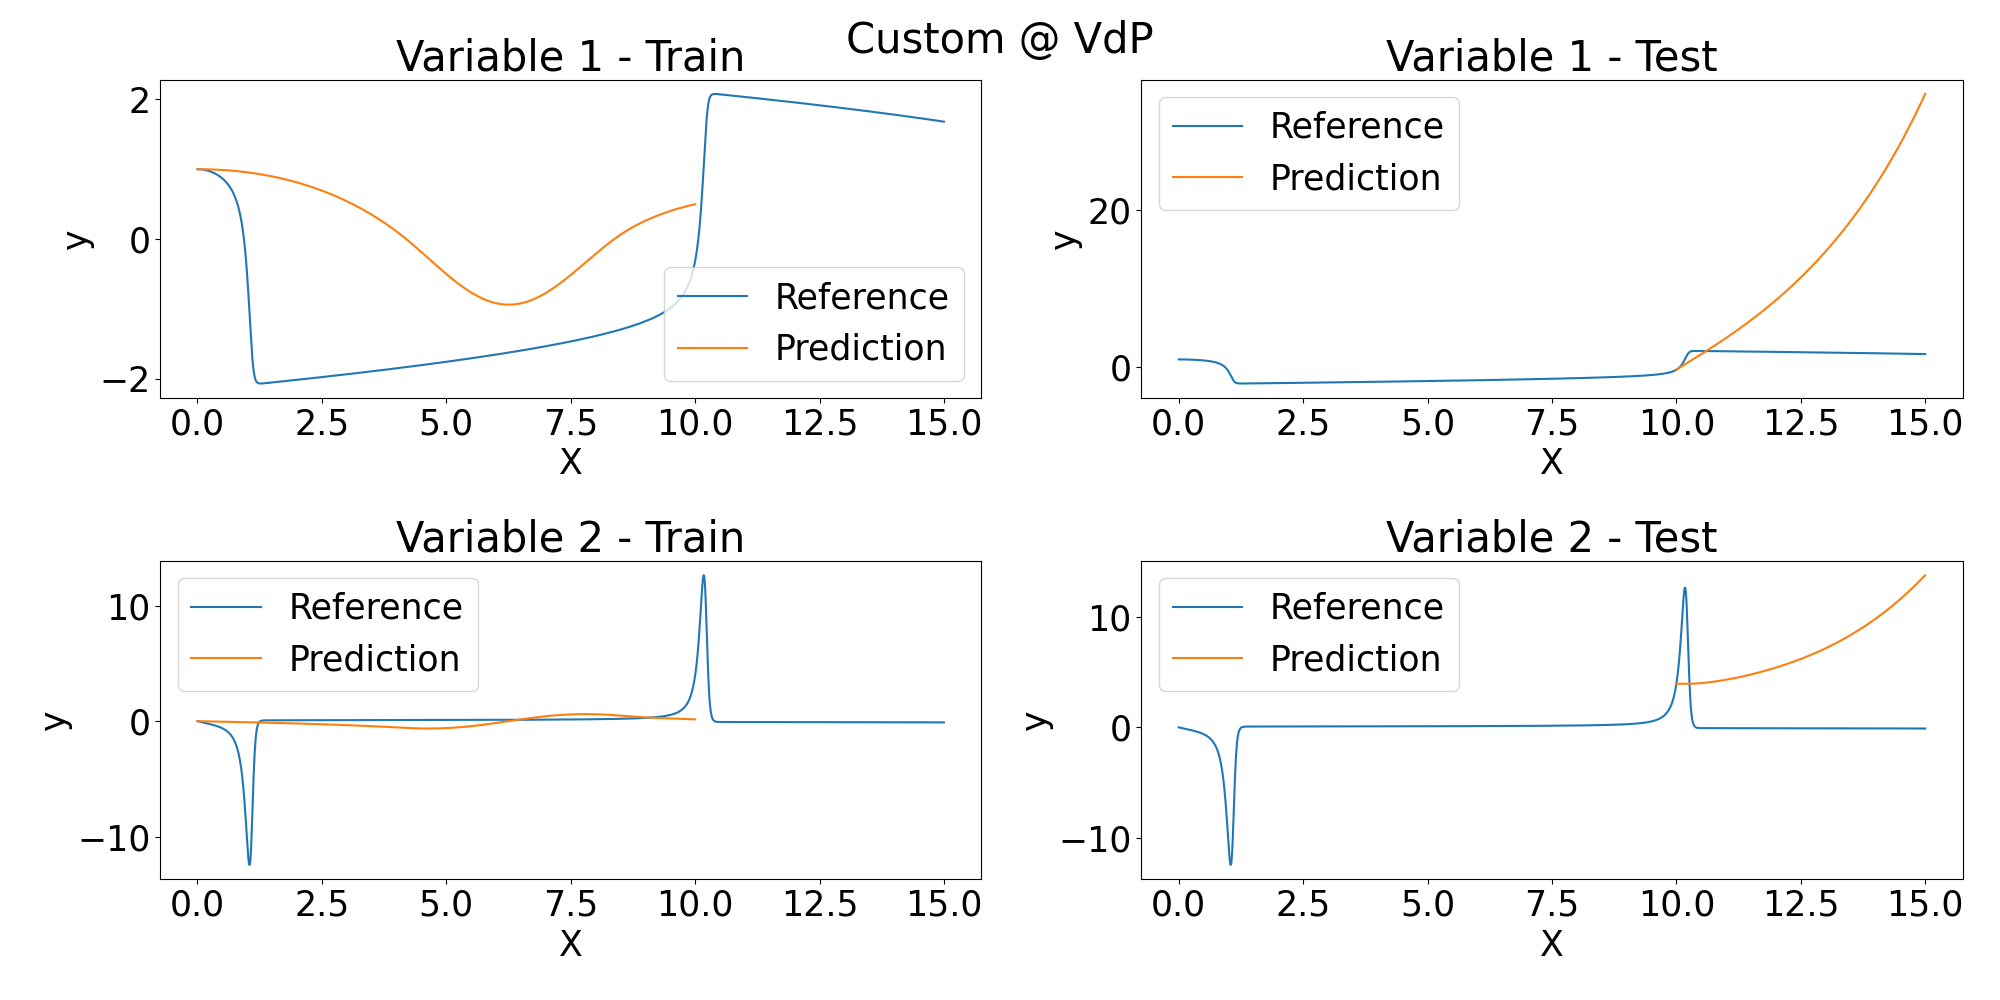 Custom @ VdP
Variable 1 - Train
2
0
−2
y
Reference
Prediction
0.0 2.5 5.0 7.5 10.0 12.5 15.0
X
Variable 1 - Test
20
0
y
Reference
Prediction
0.0 2.5 5.0 7.5 10.0 12.5 15.0
X
Variable 2 - Train
10
0
−10
y
Reference
Prediction
0.0 2.5 5.0 7.5 10.0 12.5 15.0
X
Variable 2 - Test
10
0
−10
y
Reference
Prediction
0.0 2.5 5.0 7.5 10.0 12.5 15.0
X